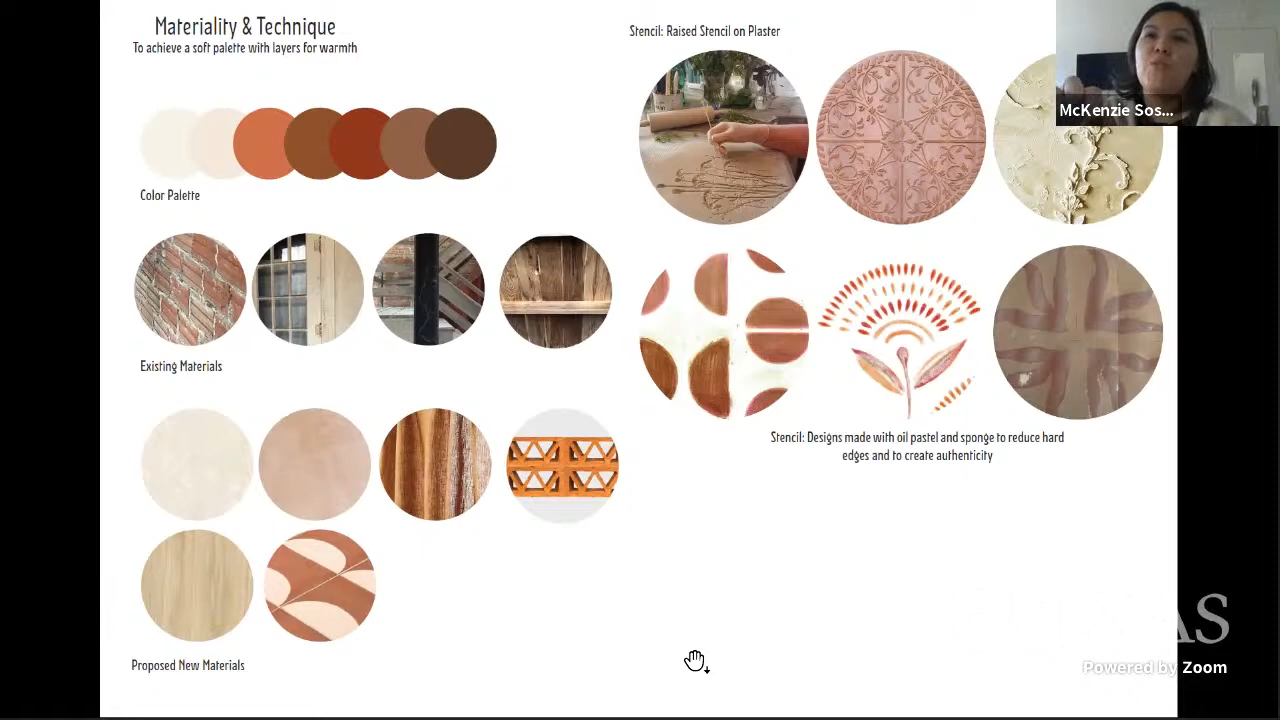 Materiality & Technique
To achieve a soft palette with layers for warmth
Color Palette
Existing Materials
Proposed New Materials
Stencil: Raised Stencil on Plaster
McKenzie Sos...
Stencil: Designs made with oil pastel and sponge to reduce hard
edges and to create authenticity
AS
Powered by Zoom